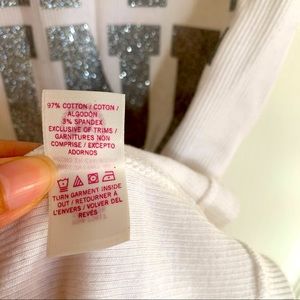 97% COTTON / COTON /
ALGODÓN
3% SPANDEX
EXCLUSIVE OF TRIMS /
GARNITURES NON
COMPRISE / EXCEPTO
ADORNOS
TURN GARMENT INSIDE
OUT / RETOURNER À
L'ENVERS / VOLVER DEL
REVÉS